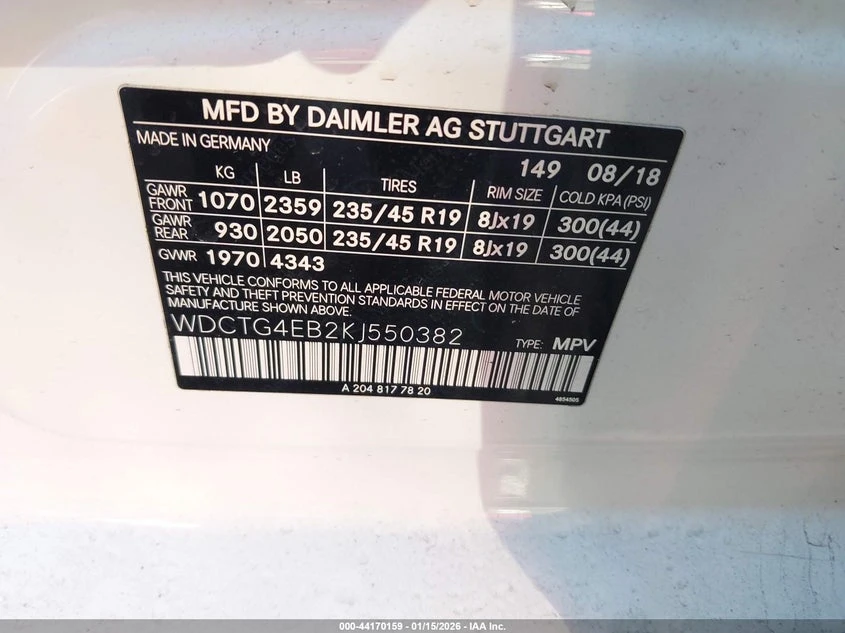 MFD BY DAIMLER AG STUTTGART
MADE IN GERMANY 149 08/18
KG LB TIRES RIM SIZE COLD KPA (PSI)
GAWR FRONT 1070 2359 235/45 R19 8Jx19 300(44)
GAWR REAR 930 2050 235/45 R19 8Jx19 300(44)
GVWR 1970 4343
THIS VEHICLE CONFORMS TO ALL APPLICABLE FEDERAL MOTOR VEHICLE
SAFETY AND THEFT PREVENTION STANDARDS IN EFFECT ON THE DATE OF
MANUFACTURE SHOWN ABOVE.
WDCTG4EB2KJ550382 TYPE: MPV
A 204 817 78 20 4854505
000-44170159 - 01/15/2026 - IAA Inc.